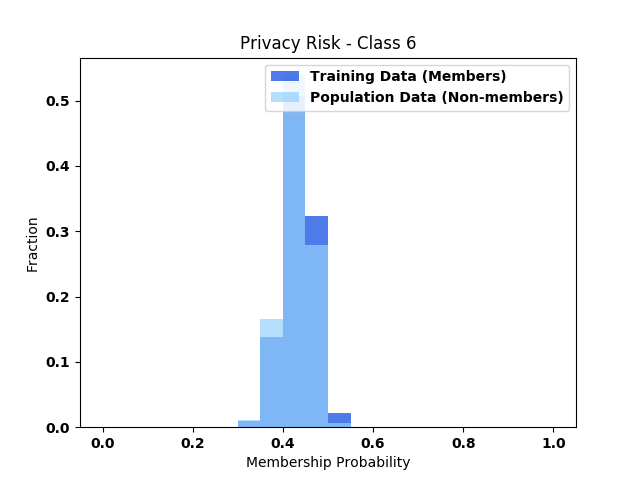 Privacy Risk - Class 6
Training Data (Members)
Population Data (Non-members)
Fraction
0.5
0.4
0.3
0.2
0.1
0.0
0.0 0.2 0.4 0.6 0.8 1.0
Membership Probability